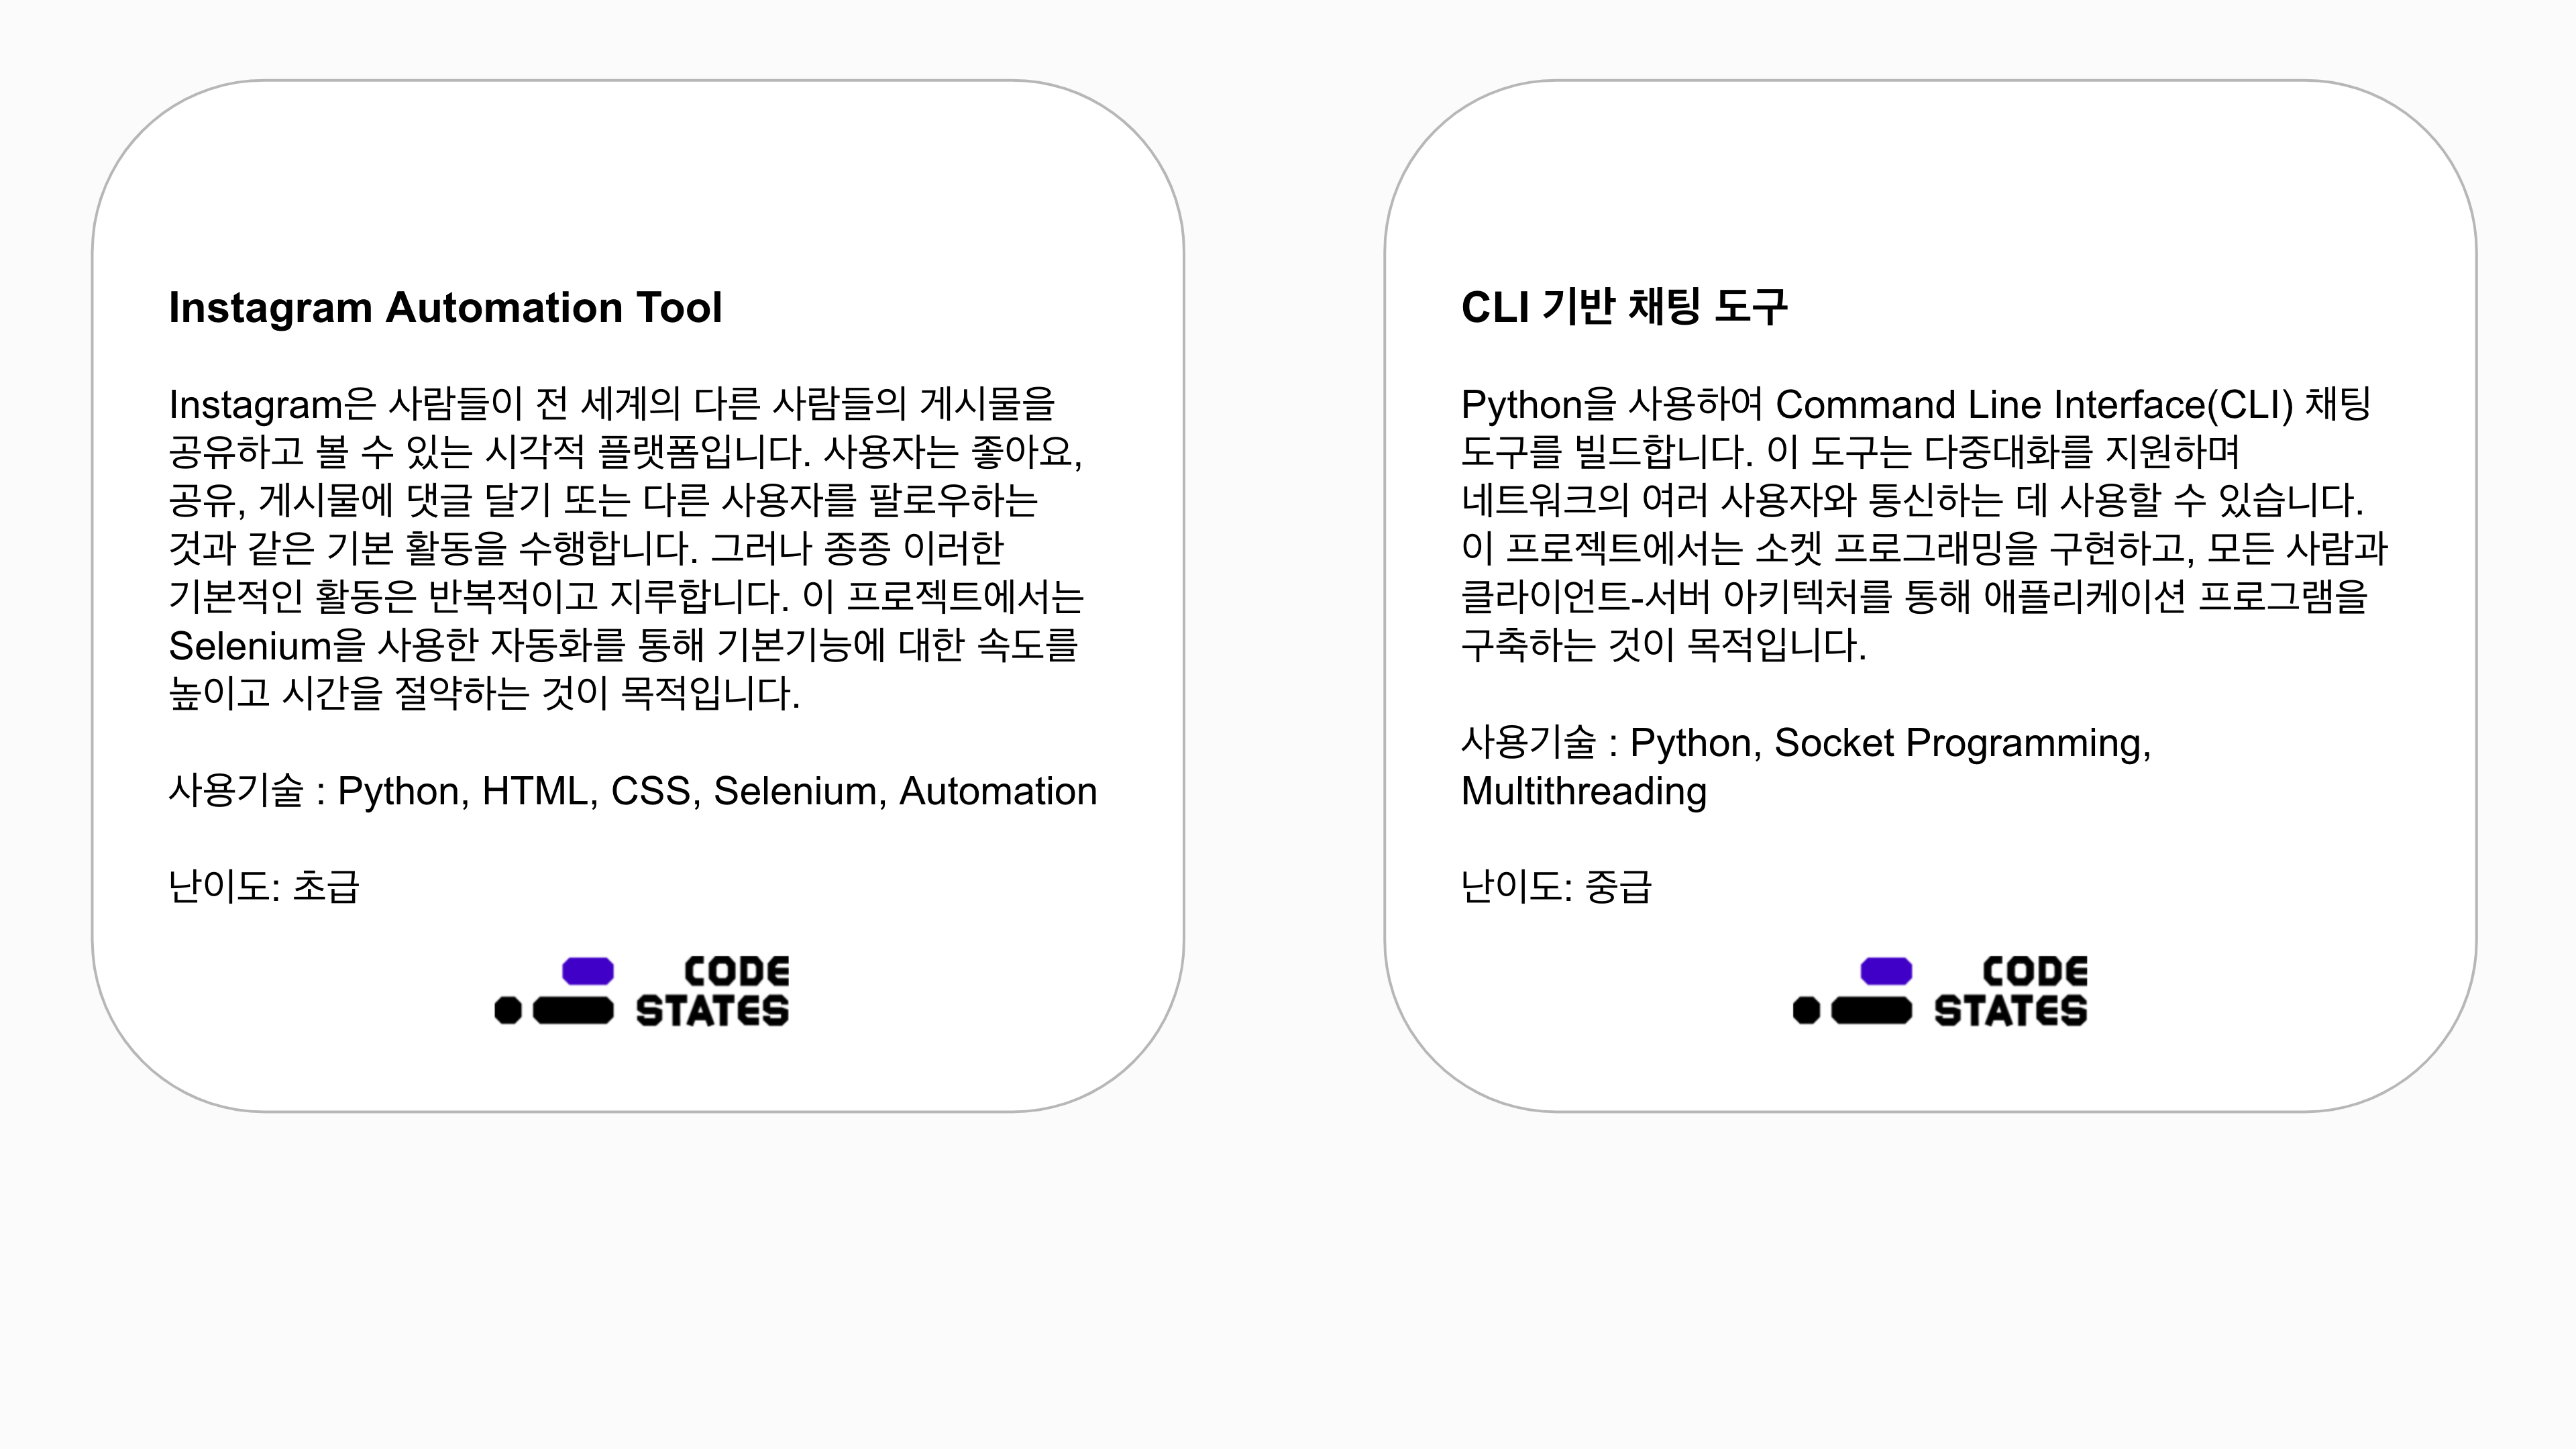 Instagram Automation Tool
Instagram은 사람들이 전 세계의 다른 사람들의 게시물을
공유하고 볼 수 있는 시각적 플랫폼입니다. 사용자는 좋아요,
공유, 게시물에 댓글 달기 또는 다른 사용자를 팔로우하는
것과 같은 기본 활동을 수행합니다. 그러나 종종 이러한
기본적인 활동은 반복적이고 지루합니다. 이 프로젝트에서는
Selenium을 사용한 자동화를 통해 기본기능에 대한 속도를
높이고 시간을 절약하는 것이 목적입니다.
사용기술 : Python, HTML, CSS, Selenium, Automation
난이도: 초급
CODE
STATES
CLI 기반 채팅 도구
Python을 사용하여 Command Line Interface(CLI) 채팅
도구를 빌드합니다. 이 도구는 다중대화를 지원하며
네트워크의 여러 사용자와 통신하는 데 사용할 수 있습니다.
이 프로젝트에서는 소켓 프로그래밍을 구현하고, 모든 사람과
클라이언트-서버 아키텍처를 통해 애플리케이션 프로그램을
구축하는 것이 목적입니다.
사용기술 : Python, Socket Programming,
Multithreading
난이도: 중급
CODE
STATES